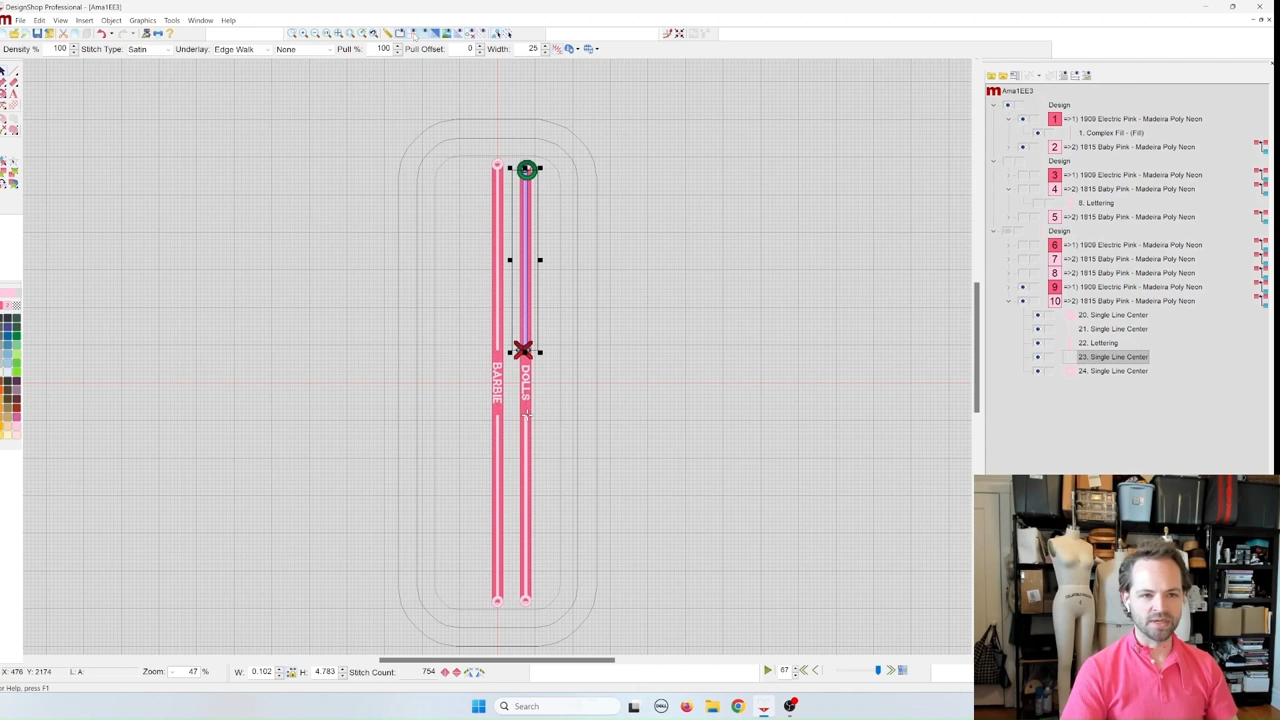 DesignShop Professional - [Ama1EE3]
File Edit View Insert Object Graphics Tools Window Help
Density % 100 Stitch Type: Satin Underlay: Edge Walk None Pull %: 100 Pull Offset: 0 Width: 25
Ama1EE3
Design
1 =>1) 1909 Electric Pink - Madeira Poly Neon
1. Complex Fill - (Fill)
2 =>2) 1815 Baby Pink - Madeira Poly Neon
Design
3 =>1) 1909 Electric Pink - Madeira Poly Neon
4 =>2) 1815 Baby Pink - Madeira Poly Neon
8. Lettering
5 =>2) 1815 Baby Pink - Madeira Poly Neon
Design
6 =>1) 1909 Electric Pink - Madeira Poly Neon
7 =>2) 1815 Baby Pink - Madeira Poly Neon
8 =>2) 1815 Baby Pink - Madeira Poly Neon
9 =>1) 1909 Electric Pink - Madeira Poly Neon
10 =>2) 1815 Baby Pink - Madeira Poly Neon
20. Single Line Center
21. Single Line Center
22. Lettering
23. Single Line Center
24. Single Line Center
BARBIE
DOLLS
X: 476 Y: 2174 L: A: Zoom: 47 % W: 0.102 H: 4.783 Stitch Count: 754 67
For Help, press F1
Search
DELL